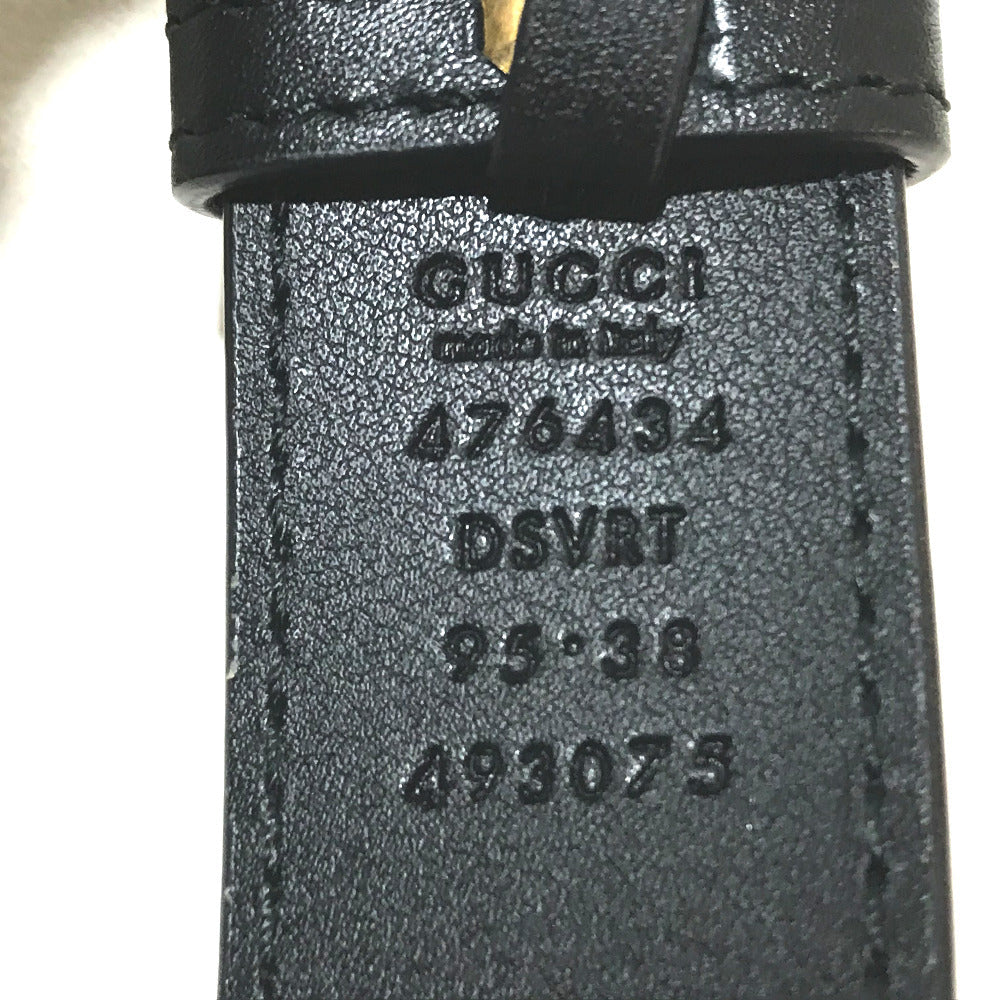 GUCCI
made in italy
476434
DSVRT
95·38
493075